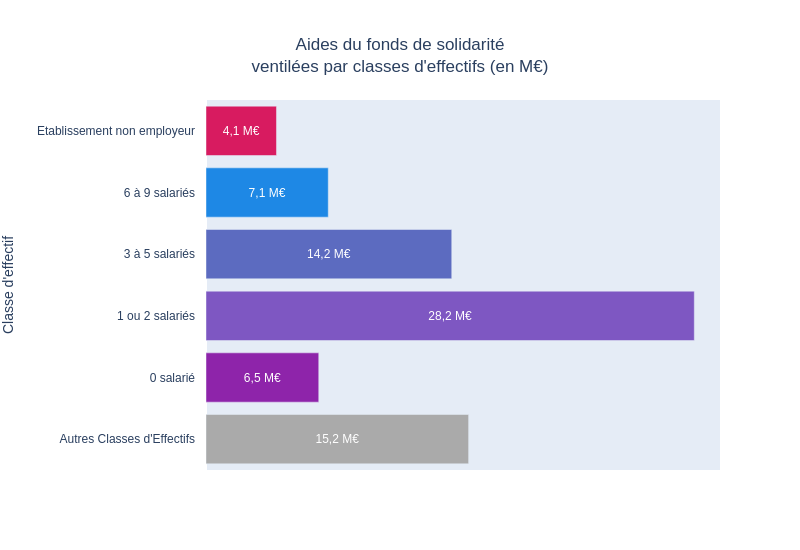 Aides du fonds de solidarité
ventilées par classes d'effectifs (en M€)
Classe d'effectif
Etablissement non employeur
4,1 M€
6 à 9 salariés
7,1 M€
3 à 5 salariés
14,2 M€
1 ou 2 salariés
28,2 M€
0 salarié
6,5 M€
Autres Classes d'Effectifs
15,2 M€